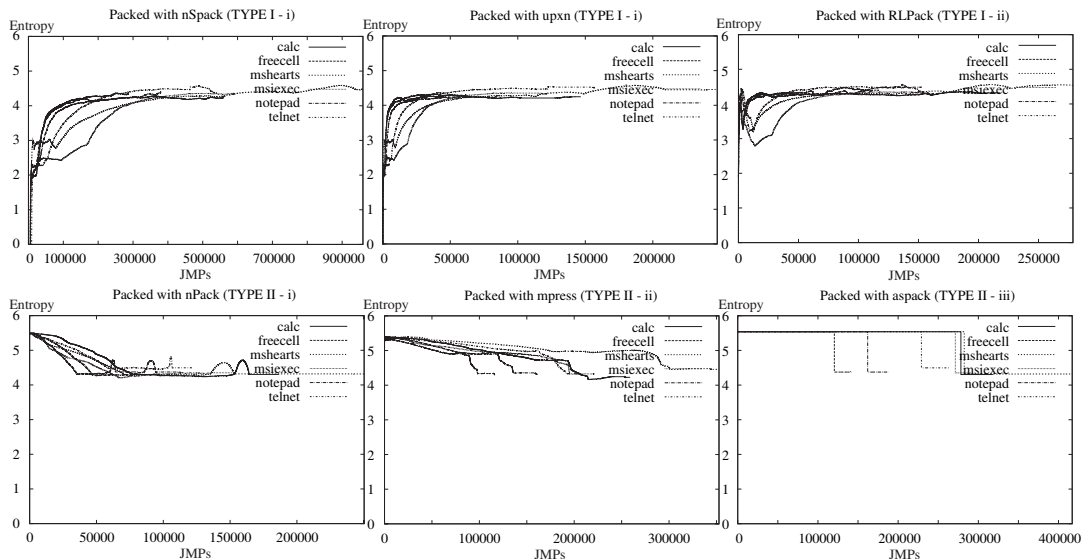 Packed with nSpack (TYPE I - i)
Entropy
6
5
4
3
2
1
0
calc
freecell
mshearts
msiexec
notepad
telnet
0 100000 300000 500000 700000 900000
JMPs
Packed with upxn (TYPE I - i)
Entropy
6
5
4
3
2
1
0
calc
freecell
mshearts
msiexec
notepad
telnet
0 50000 100000 150000 200000
JMPs
Packed with RLPack (TYPE I - ii)
Entropy
6
5
4
3
2
1
0
calc
freecell
mshearts
msiexec
notepad
telnet
0 50000 100000 150000 200000 250000
JMPs
Packed with nPack (TYPE II - i)
Entropy
6
5
4
3
2
1
0
calc
freecell
mshearts
msiexec
notepad
telnet
0 50000 100000 150000 200000
JMPs
Packed with mpress (TYPE II - ii)
Entropy
6
5
4
3
2
1
0
calc
freecell
mshearts
msiexec
notepad
telnet
0 100000 200000 300000
JMPs
Packed with aspack (TYPE II - iii)
Entropy
6
5
4
3
2
1
0
calc
freecell
mshearts
msiexec
notepad
telnet
0 100000 200000 300000 400000
JMPs